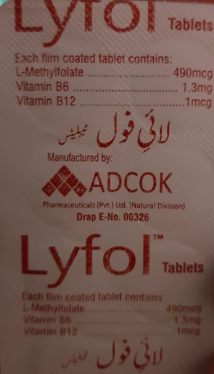 Lyfol Tablets
Each film coated tablet contains:
L-Methylfolate ........................ 490mcg
Vitamin B6 ................................ 1.3mg
Vitamin B12 .............................. 1mcg
لائی فول ٹیبلیٹس
Manufactured by:
ADCOK
Pharmaceuticals (Pvt.) Ltd. (Natural Division)
Drap E-No. 00326
Lyfol™ Tablets
Each film coated tablet contains:
L-Methylfolate ........................ 490mcg
Vitamin B6 ................................ 1.3mg
Vitamin B12 .............................. 1mcg
لائی فول ٹیبلیٹس